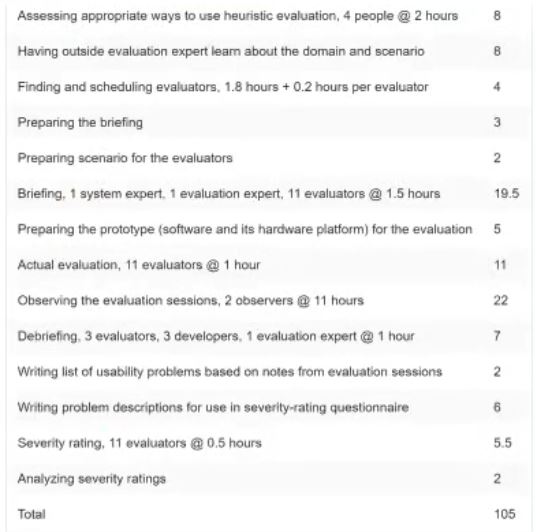 Assessing appropriate ways to use heuristic evaluation, 4 people @ 2 hours 8
Having outside evaluation expert learn about the domain and scenario 8
Finding and scheduling evaluators, 1.8 hours + 0.2 hours per evaluator 4
Preparing the briefing 3
Preparing scenario for the evaluators 2
Briefing, 1 system expert, 1 evaluation expert, 11 evaluators @ 1.5 hours 19.5
Preparing the prototype (software and its hardware platform) for the evaluation 5
Actual evaluation, 11 evaluators @ 1 hour 11
Observing the evaluation sessions, 2 observers @ 11 hours 22
Debriefing, 3 evaluators, 3 developers, 1 evaluation expert @ 1 hour 7
Writing list of usability problems based on notes from evaluation sessions 2
Writing problem descriptions for use in severity-rating questionnaire 6
Severity rating, 11 evaluators @ 0.5 hours 5.5
Analyzing severity ratings 2
Total 105